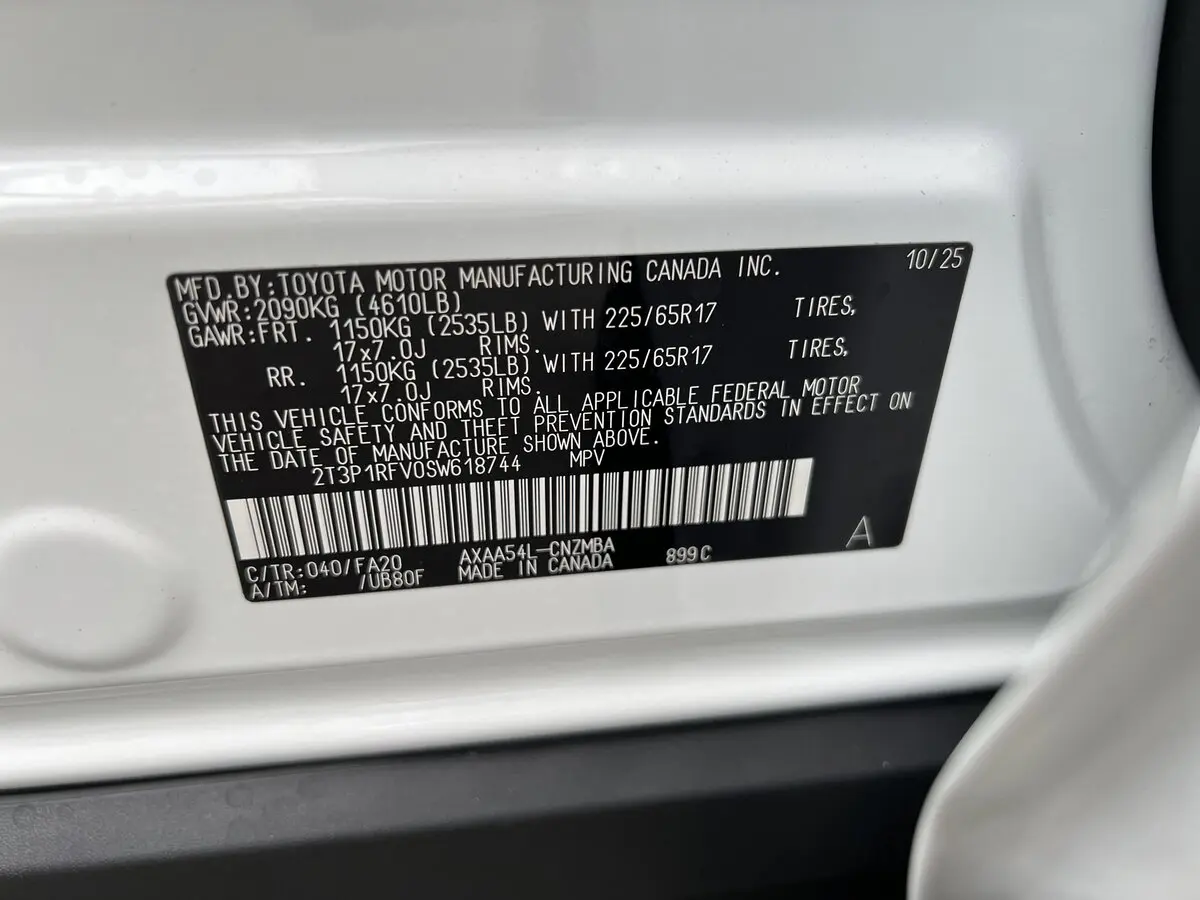 MFD.BY:TOYOTA MOTOR MANUFACTURING CANADA INC. 10/25
GVWR:2090KG (4610LB)
GAWR:FRT. 1150KG (2535LB) WITH 225/65R17 TIRES,
17x7.0J RIMS.
RR. 1150KG (2535LB) WITH 225/65R17 TIRES,
17x7.0J RIMS.
THIS VEHICLE CONFORMS TO ALL APPLICABLE FEDERAL MOTOR
VEHICLE SAFETY AND THEFT PREVENTION STANDARDS IN EFFECT ON
THE DATE OF MANUFACTURE SHOWN ABOVE.
2T3P1RFV0SW618744 MPV
C/TR:040/FA20 AXAA54L-CNZMBA 899C A
A/TM: /UB80F MADE IN CANADA